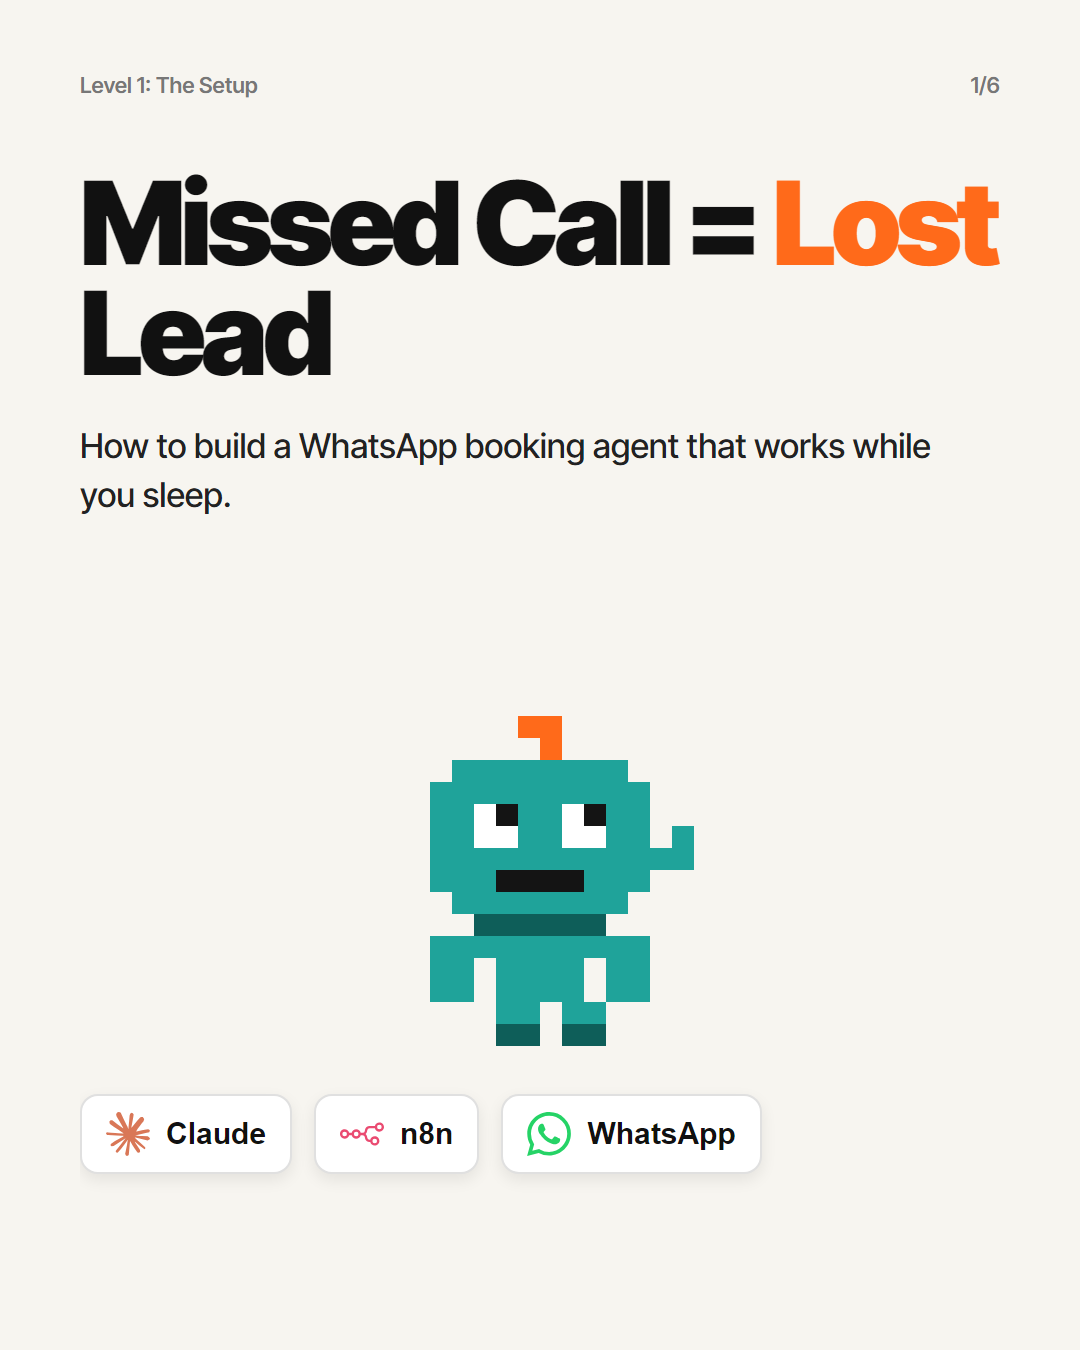 Level 1: The Setup
1/6
Missed Call = Lost
Lead
How to build a WhatsApp booking agent that works while
you sleep.
Claude
n8n
WhatsApp